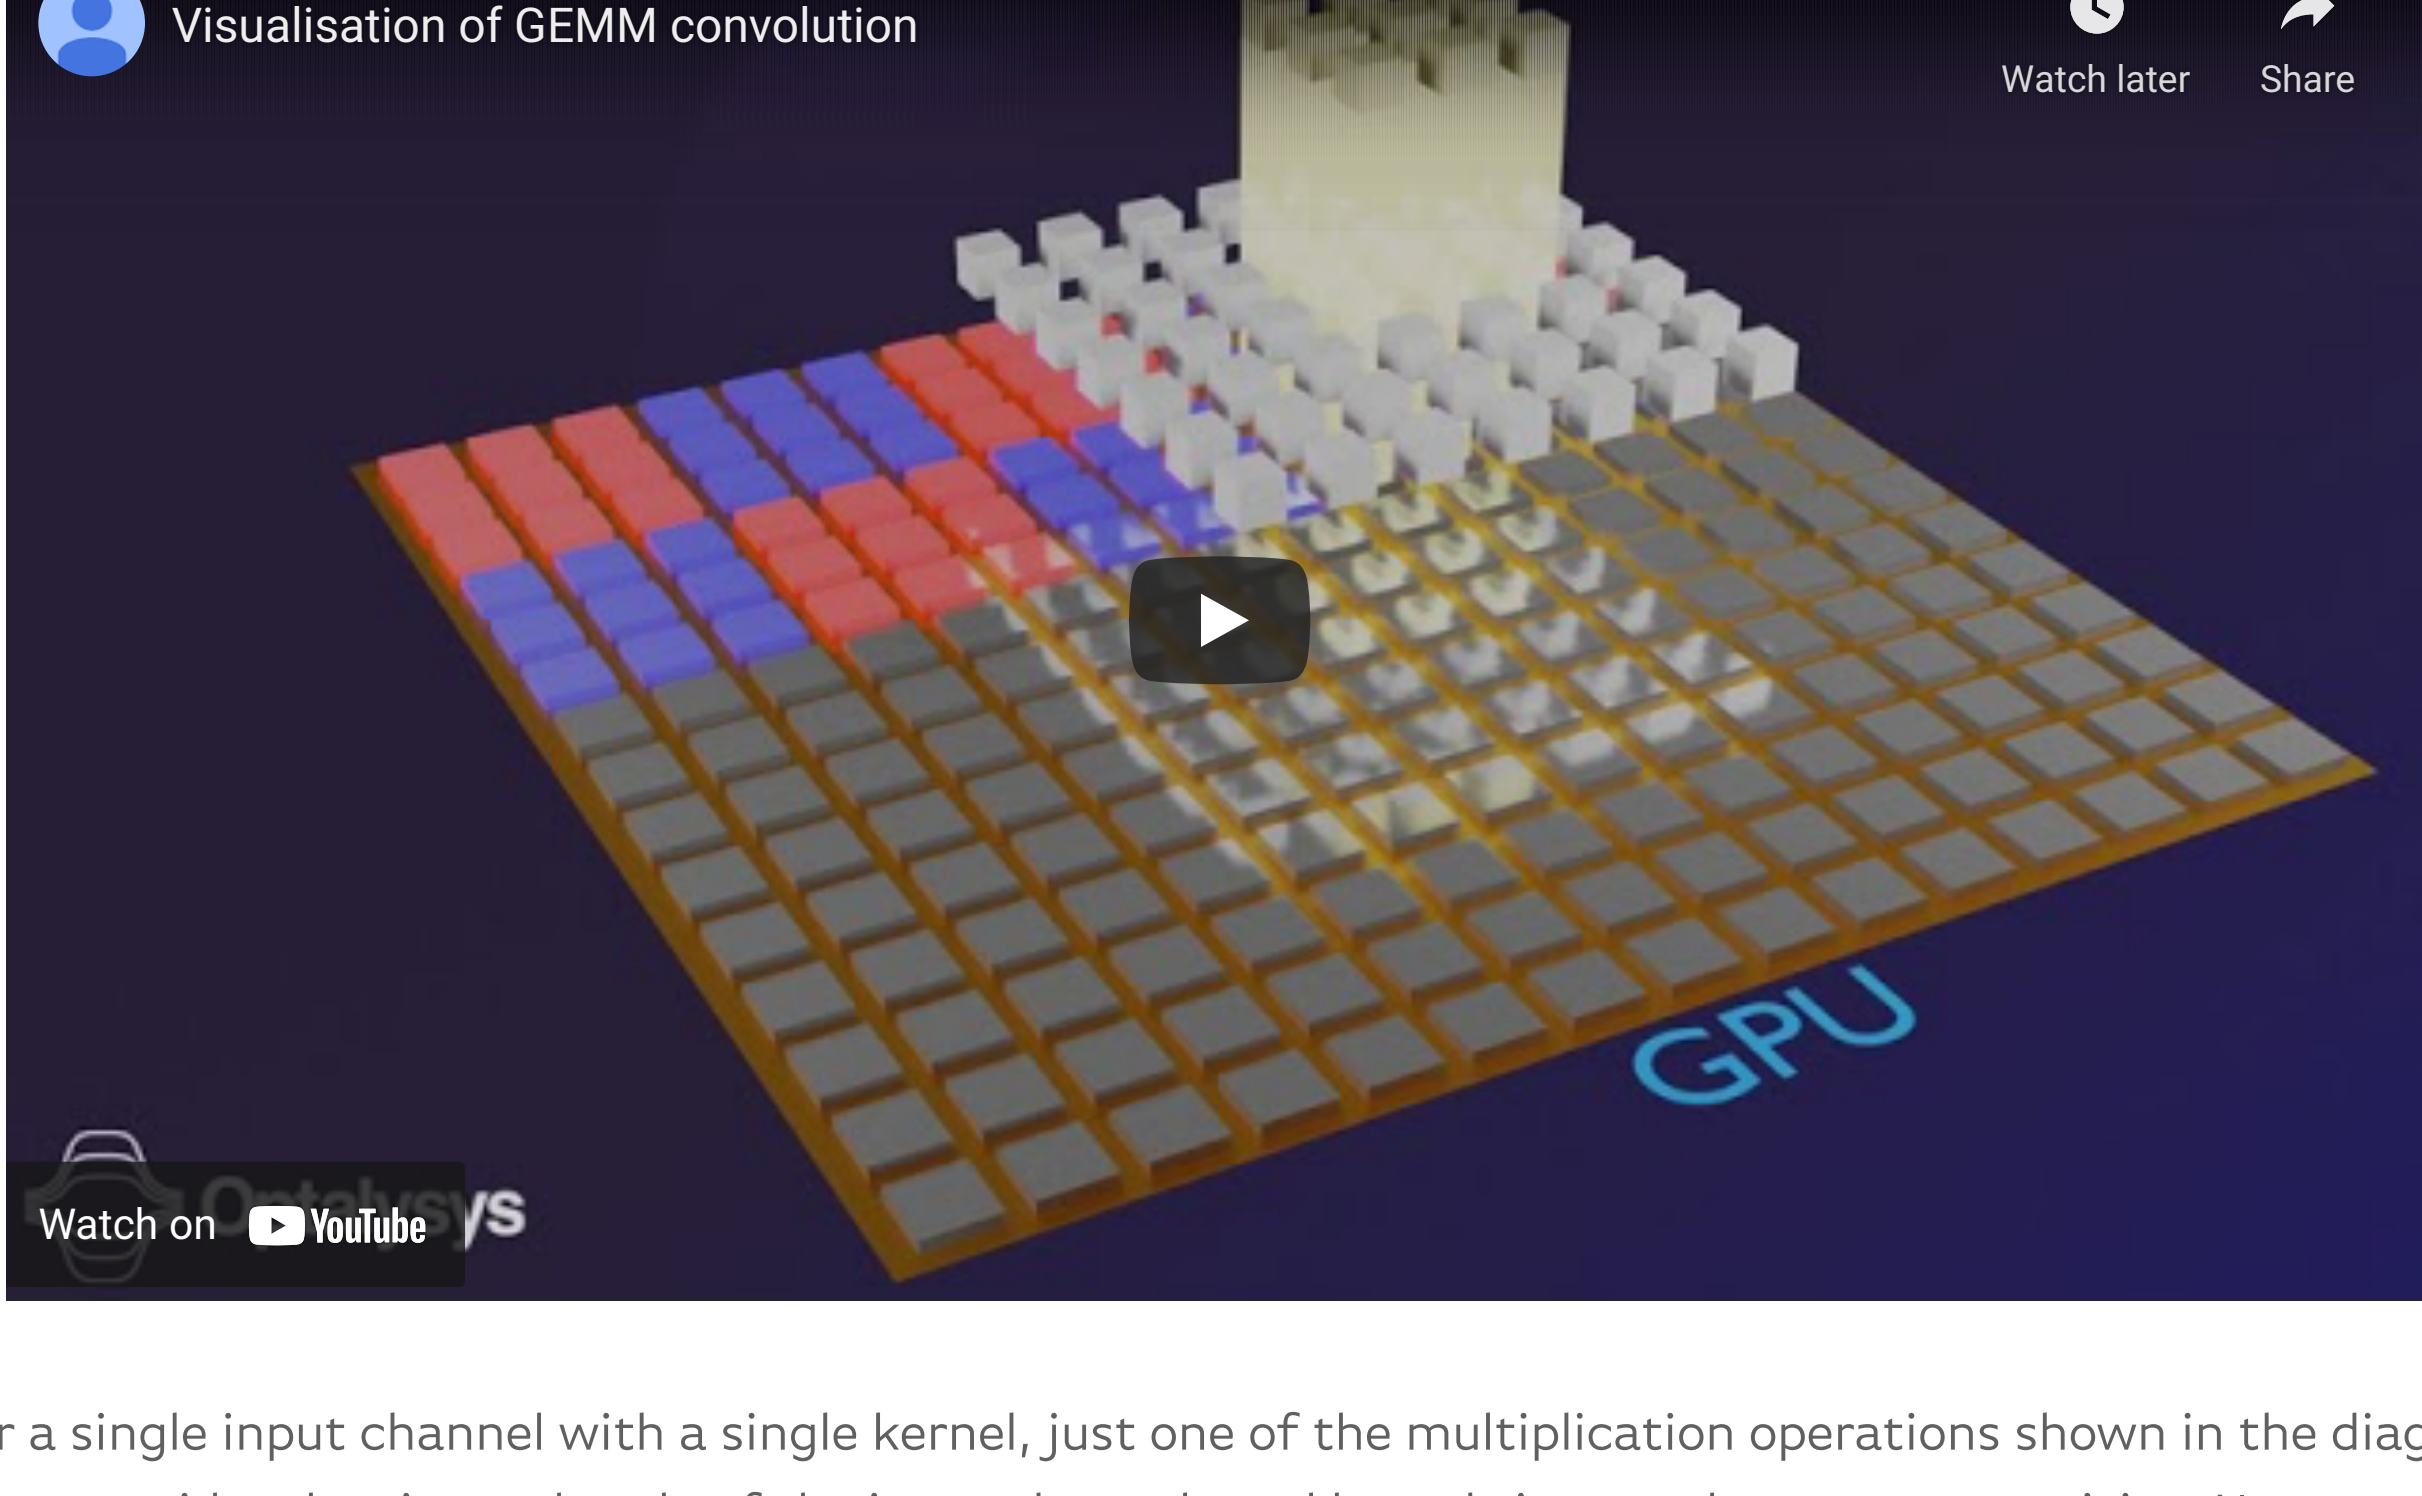 Visualisation of GEMM convolution
Watch later
Share
GPU
Optalysys
Watch on YouTube
r a single input channel with a single kernel, just one of the multiplication operations shown in the diag